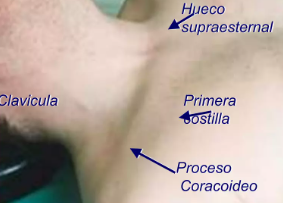 Hueco
supraesternal
Clavicula
Primera
costilla
Proceso
Coracoideo